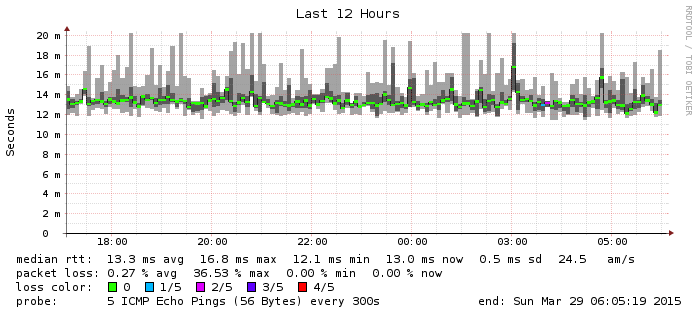 Last 12 Hours
RRDTOOL / TOBI OETIKER
Seconds
20 m
18 m
16 m
14 m
12 m
10 m
8 m
6 m
4 m
2 m
0
18:00 20:00 22:00 00:00 03:00 05:00
median rtt: 13.3 ms avg 16.8 ms max 12.1 ms min 13.0 ms now 0.5 ms sd 24.5 am/s
packet loss: 0.27 % avg 36.53 % max 0.00 % min 0.00 % now
loss color: 0 1/5 2/5 3/5 4/5
probe: 5 ICMP Echo Pings (56 Bytes) every 300s end: Sun Mar 29 06:05:19 2015